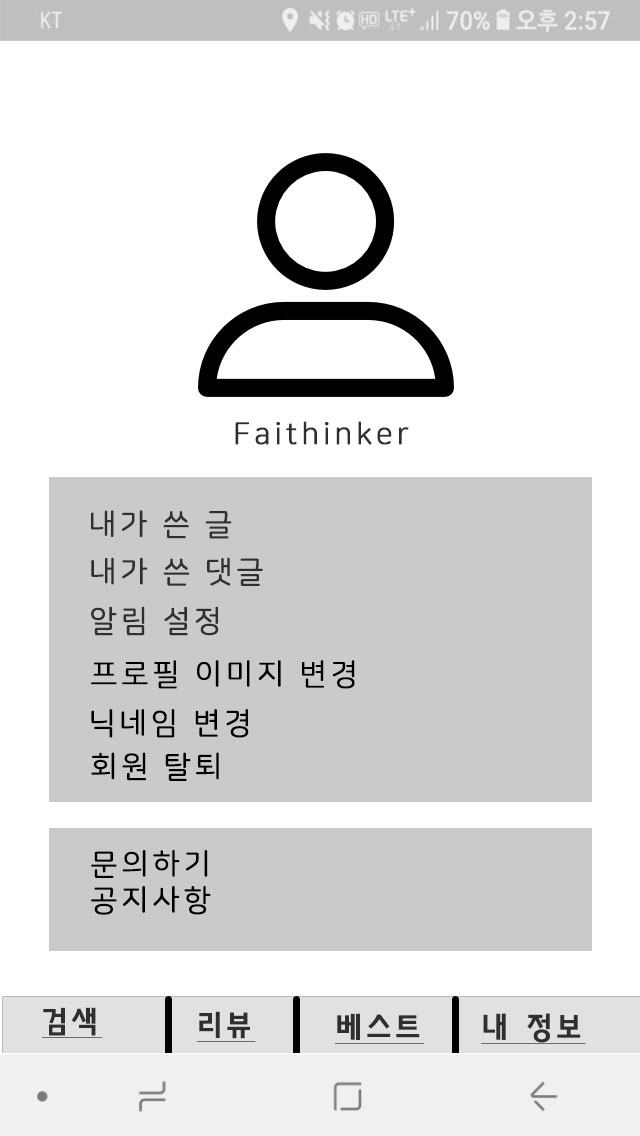 KT HD LTE+ 70% 오후 2:57
Faithinker
내가 쓴 글
내가 쓴 댓글
알림 설정
프로필 이미지 변경
닉네임 변경
회원 탈퇴
문의하기
공지사항
검색 리뷰 베스트 내 정보